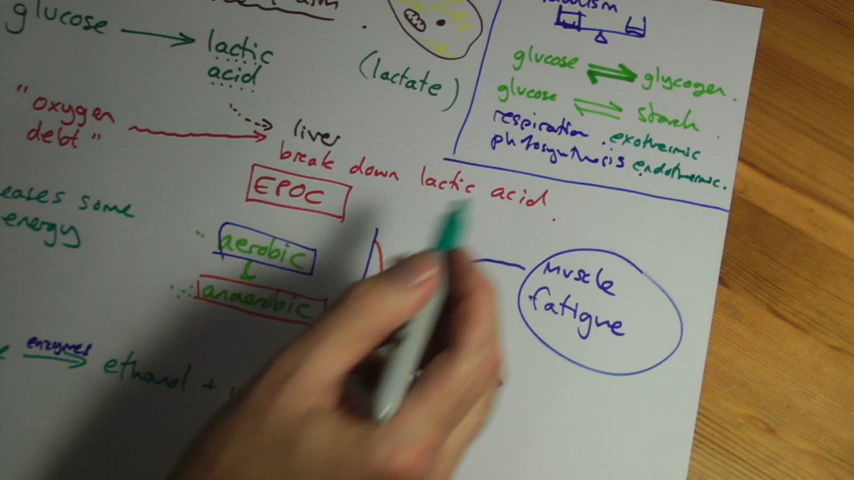 glucose → lactic
acid
(lactate)
"oxygen
debt" → liver
break down lactic acid.
EPOC
eases some
energy
"aerobic
&
anaerobic
enzymes
→ ethanol +
glucose ⇌ glycogen.
glucose ⇌ starch.
respiration exothermic
photosynthesis endothermic.
Muscle
fatigue